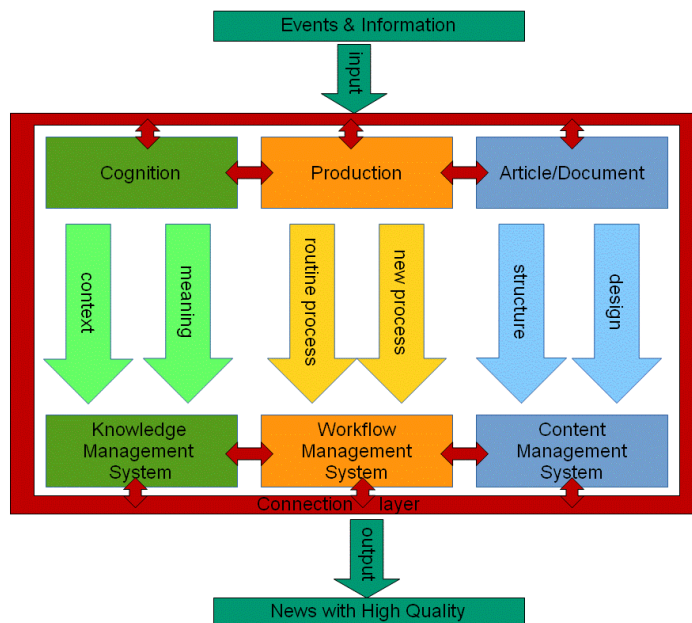 Events & Information
input
Cognition
Production
Article/Document
context
meaning
routine process
new process
structure
design
Knowledge
Management
System
Workflow
Management
System
Content
Management
System
Connection layer
output
News with High Quality